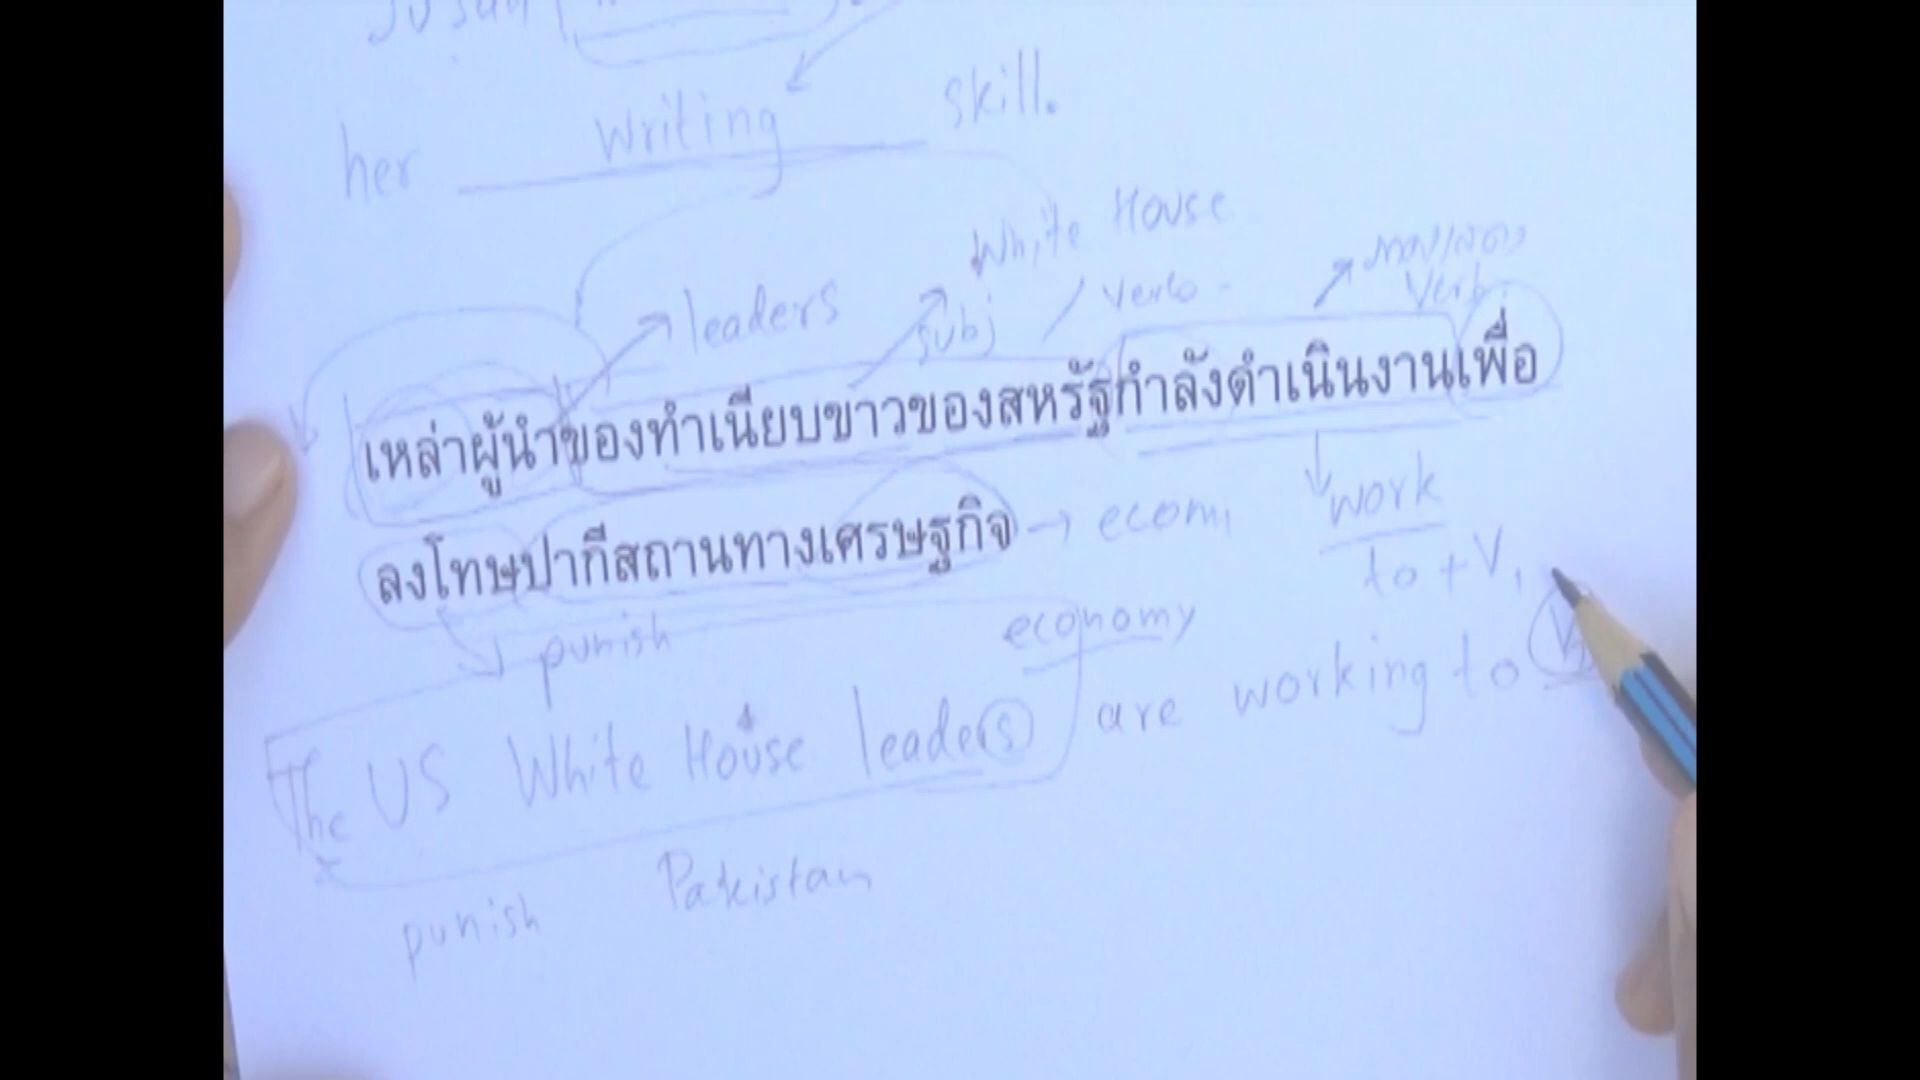 her writing skill.
White House
leaders subj / verb
verb
เหล่าผู้นำของทำเนียบขาวของสหรัฐกำลังดำเนินงานเพื่อ
ลงโทษปากีสถานทางเศรษฐกิจ → econ
work
to + V1
punish economy
The US White House leaders are working to V1
punish Pakistan